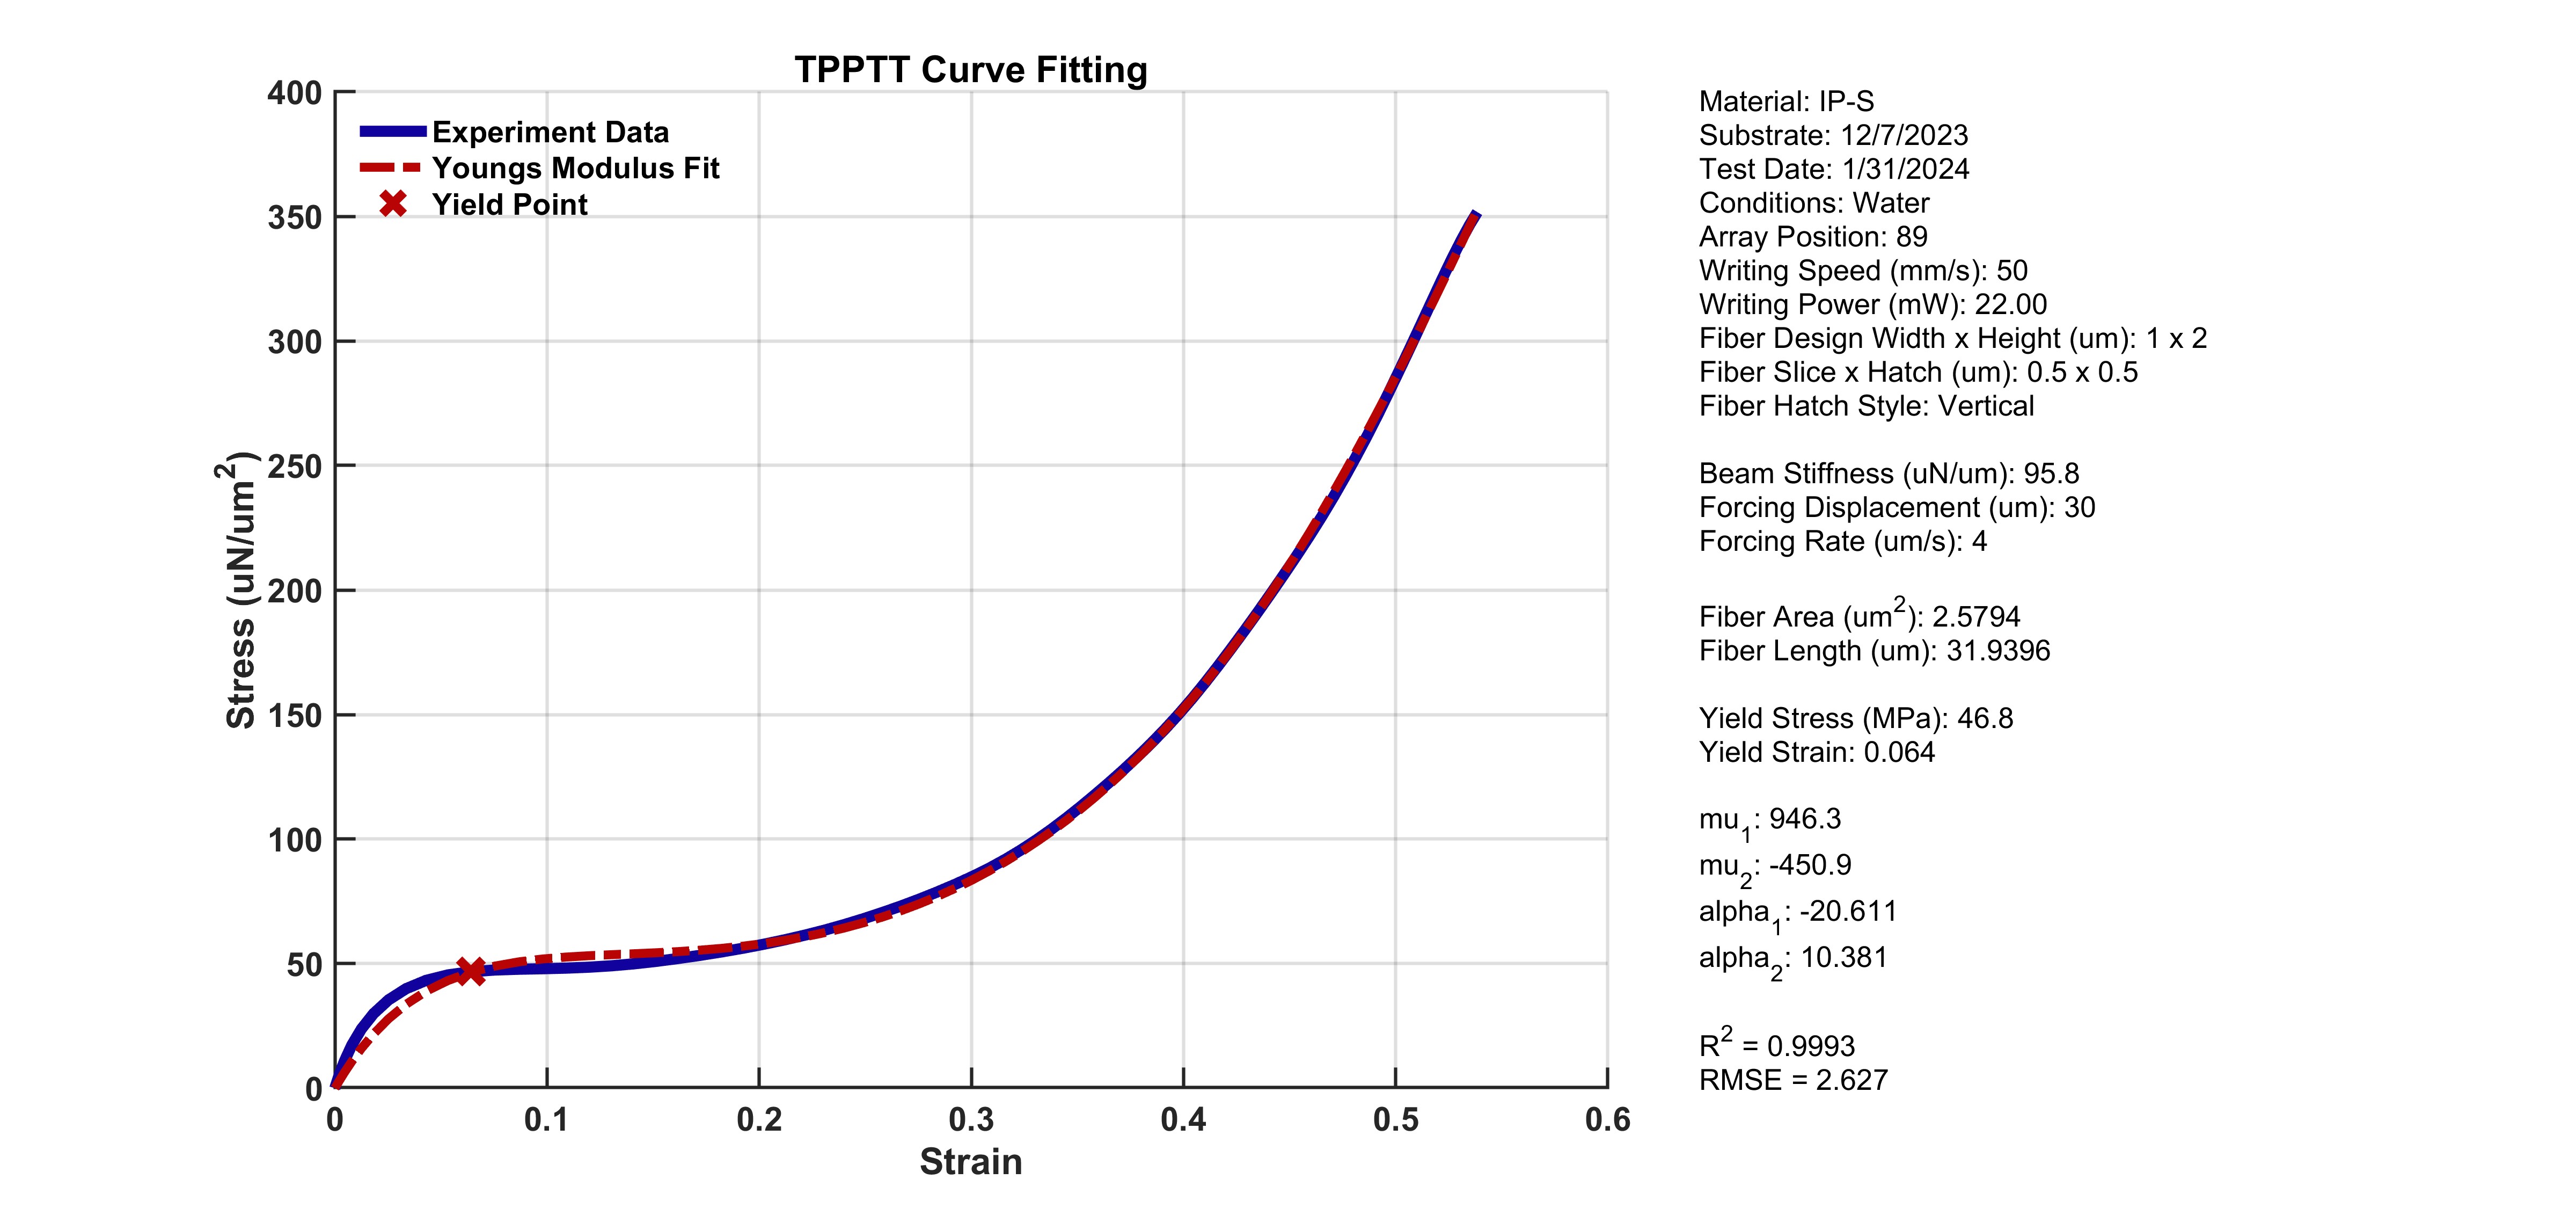 TPPTT Curve Fitting
400
350
300
250
200
150
100
50
0
Stress (uN/um²)
Experiment Data
Youngs Modulus Fit
Yield Point
0 0.1 0.2 0.3 0.4 0.5 0.6
Strain
Material: IP-S
Substrate: 12/7/2023
Test Date: 1/31/2024
Conditions: Water
Array Position: 89
Writing Speed (mm/s): 50
Writing Power (mW): 22.00
Fiber Design Width x Height (um): 1 x 2
Fiber Slice x Hatch (um): 0.5 x 0.5
Fiber Hatch Style: Vertical
Beam Stiffness (uN/um): 95.8
Forcing Displacement (um): 30
Forcing Rate (um/s): 4
Fiber Area (um²): 2.5794
Fiber Length (um): 31.9396
Yield Stress (MPa): 46.8
Yield Strain: 0.064
mu₁: 946.3
mu₂: -450.9
alpha₁: -20.611
alpha₂: 10.381
R² = 0.9993
RMSE = 2.627